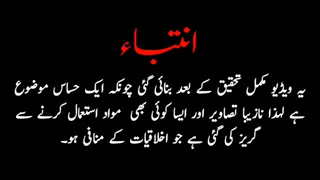 انتباء
یہ ویڈیو مکمل تحقیق کے بعد بنائی گئی چونکہ ایک حساس موضوع
ہے لہذا نازیبا تصاویر اور ایسا کوئی بھی مواد استعمال کرنے سے
گریز کی گئی ہے جو اخلاقیات کے منافی ہو۔